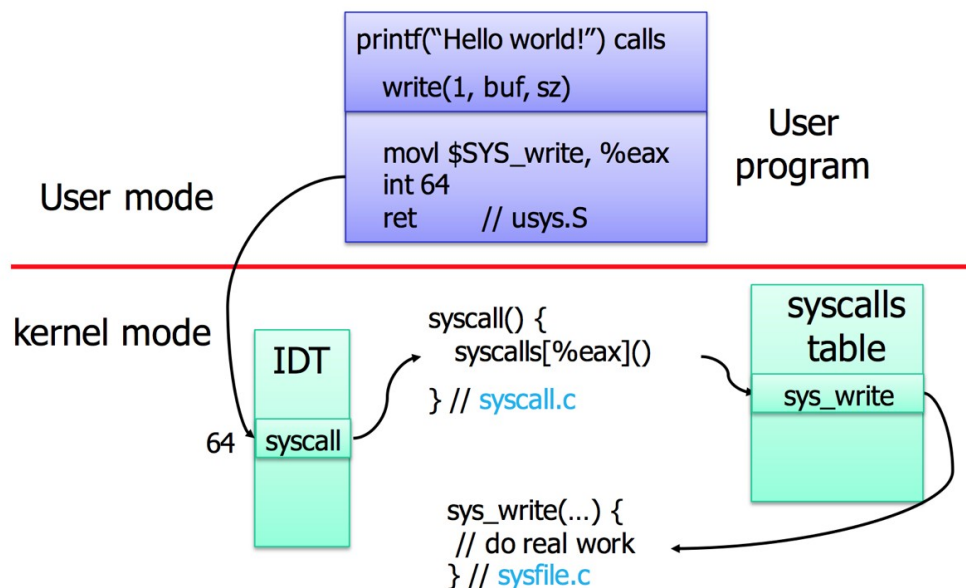 printf(“Hello world!”) calls
write(1, buf, sz)
movl $SYS_write, %eax
int 64
ret // usys.S
User
program
User mode
kernel mode
IDT
64
syscall
syscall() {
syscalls[%eax]()
} // syscall.c
syscalls
table
sys_write
sys_write(…) {
// do real work
} // sysfile.c